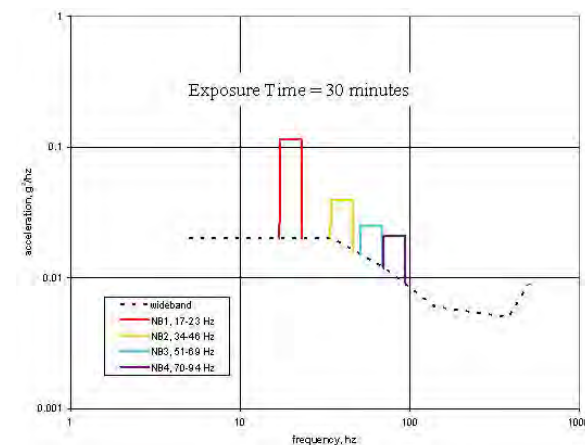 1
Exposure Time = 30 minutes
0.1
acceleration, g²/hz
0.01
wideband
NB1, 17-23 Hz
NB2, 34-46 Hz
NB3, 51-69 Hz
NB4, 70-94 Hz
0.001
1 10 100 100
frequency, hz